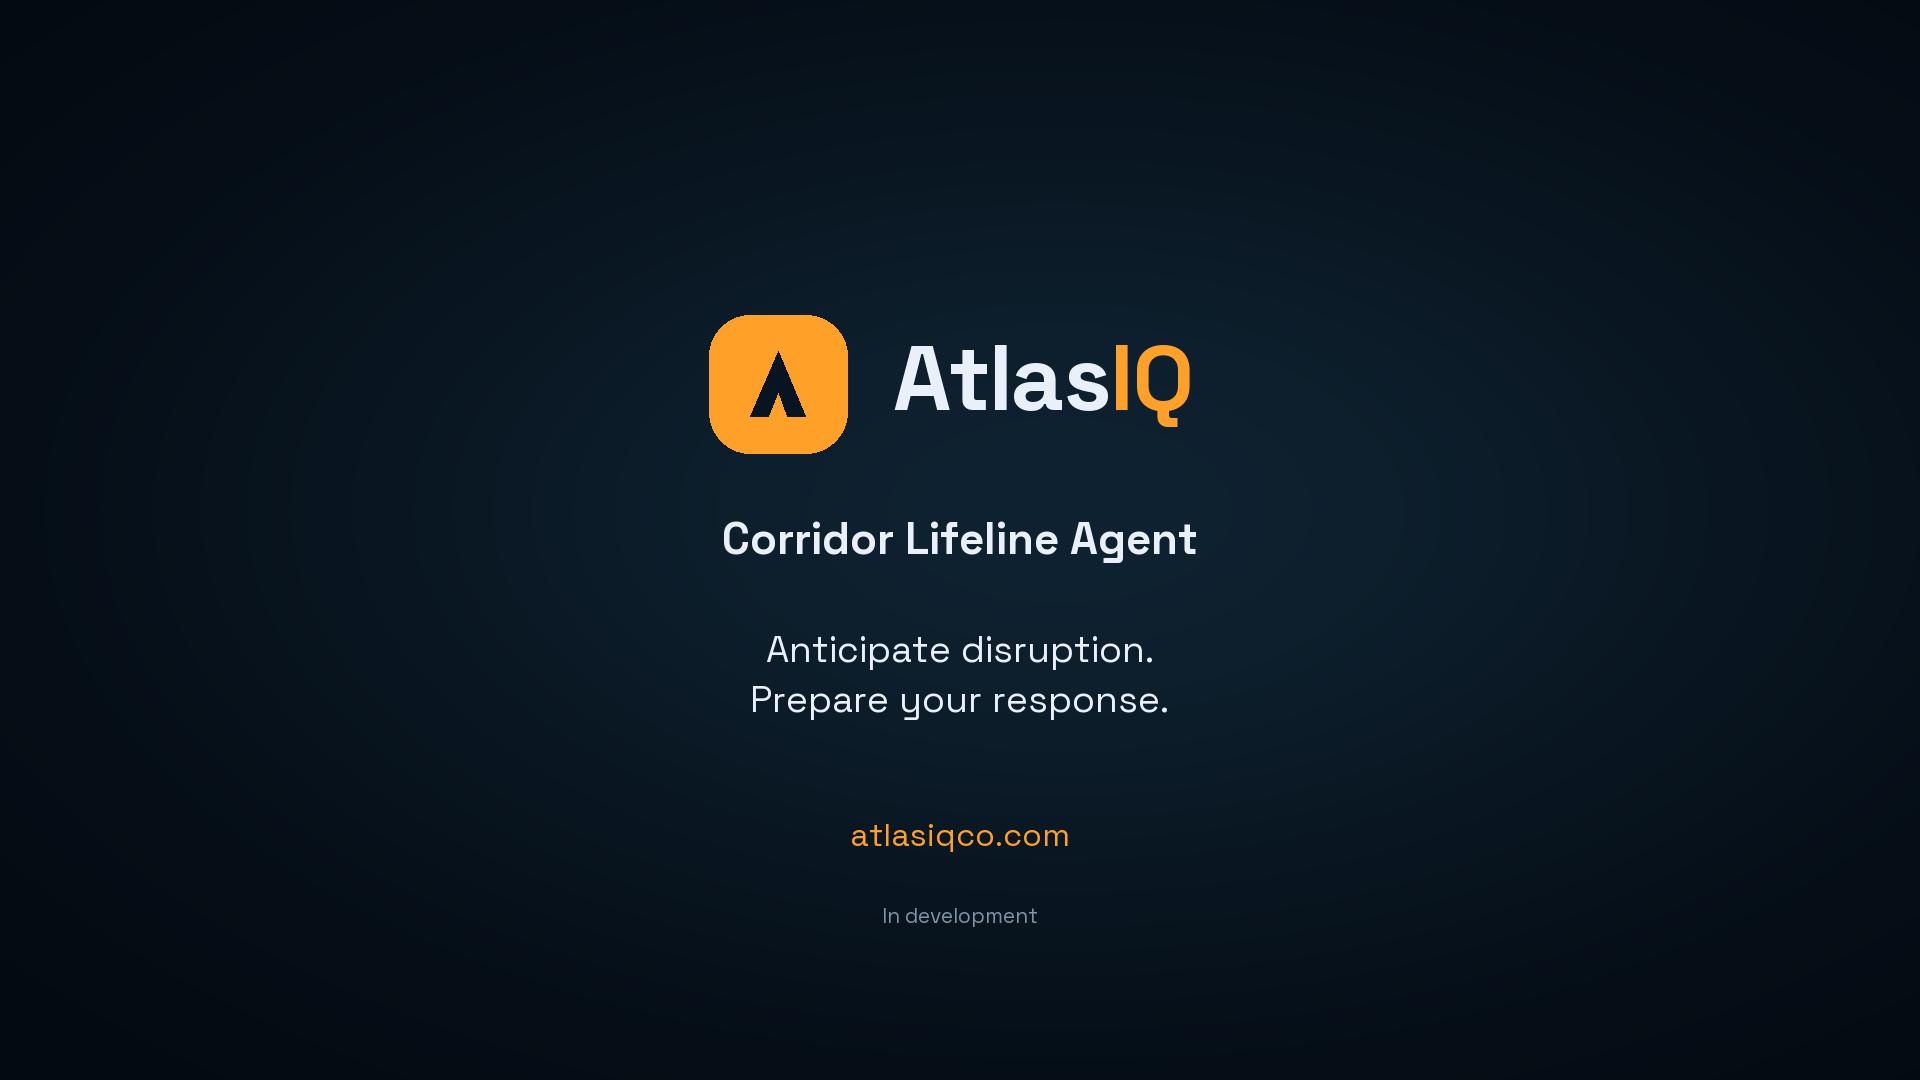 AtlasIQ
Corridor Lifeline Agent
Anticipate disruption.
Prepare your response.
atlasiqco.com
In development